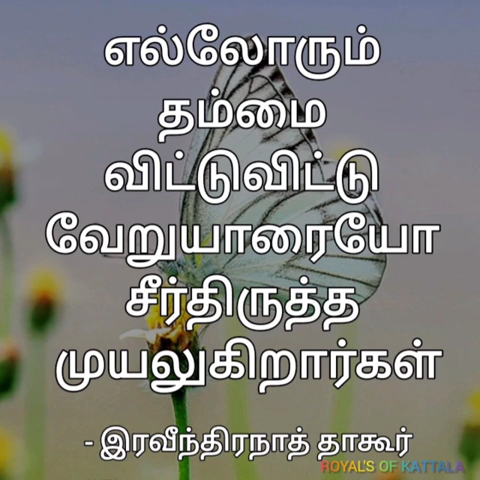 எல்லோரும்
தம்மை
விட்டுவிட்டு
வேறுயாரையோ
சீர்திருத்த
முயலுகிறார்கள்
- இரவீந்திரநாத் தாகூர்
ROYAL'S OF KATTALA